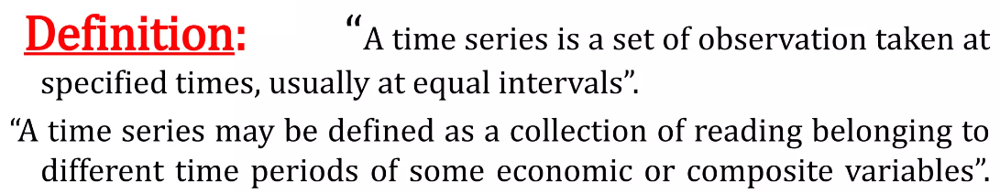 Definition: “A time series is a set of observation taken at
specified times, usually at equal intervals”.
“A time series may be defined as a collection of reading belonging to
different time periods of some economic or composite variables”.